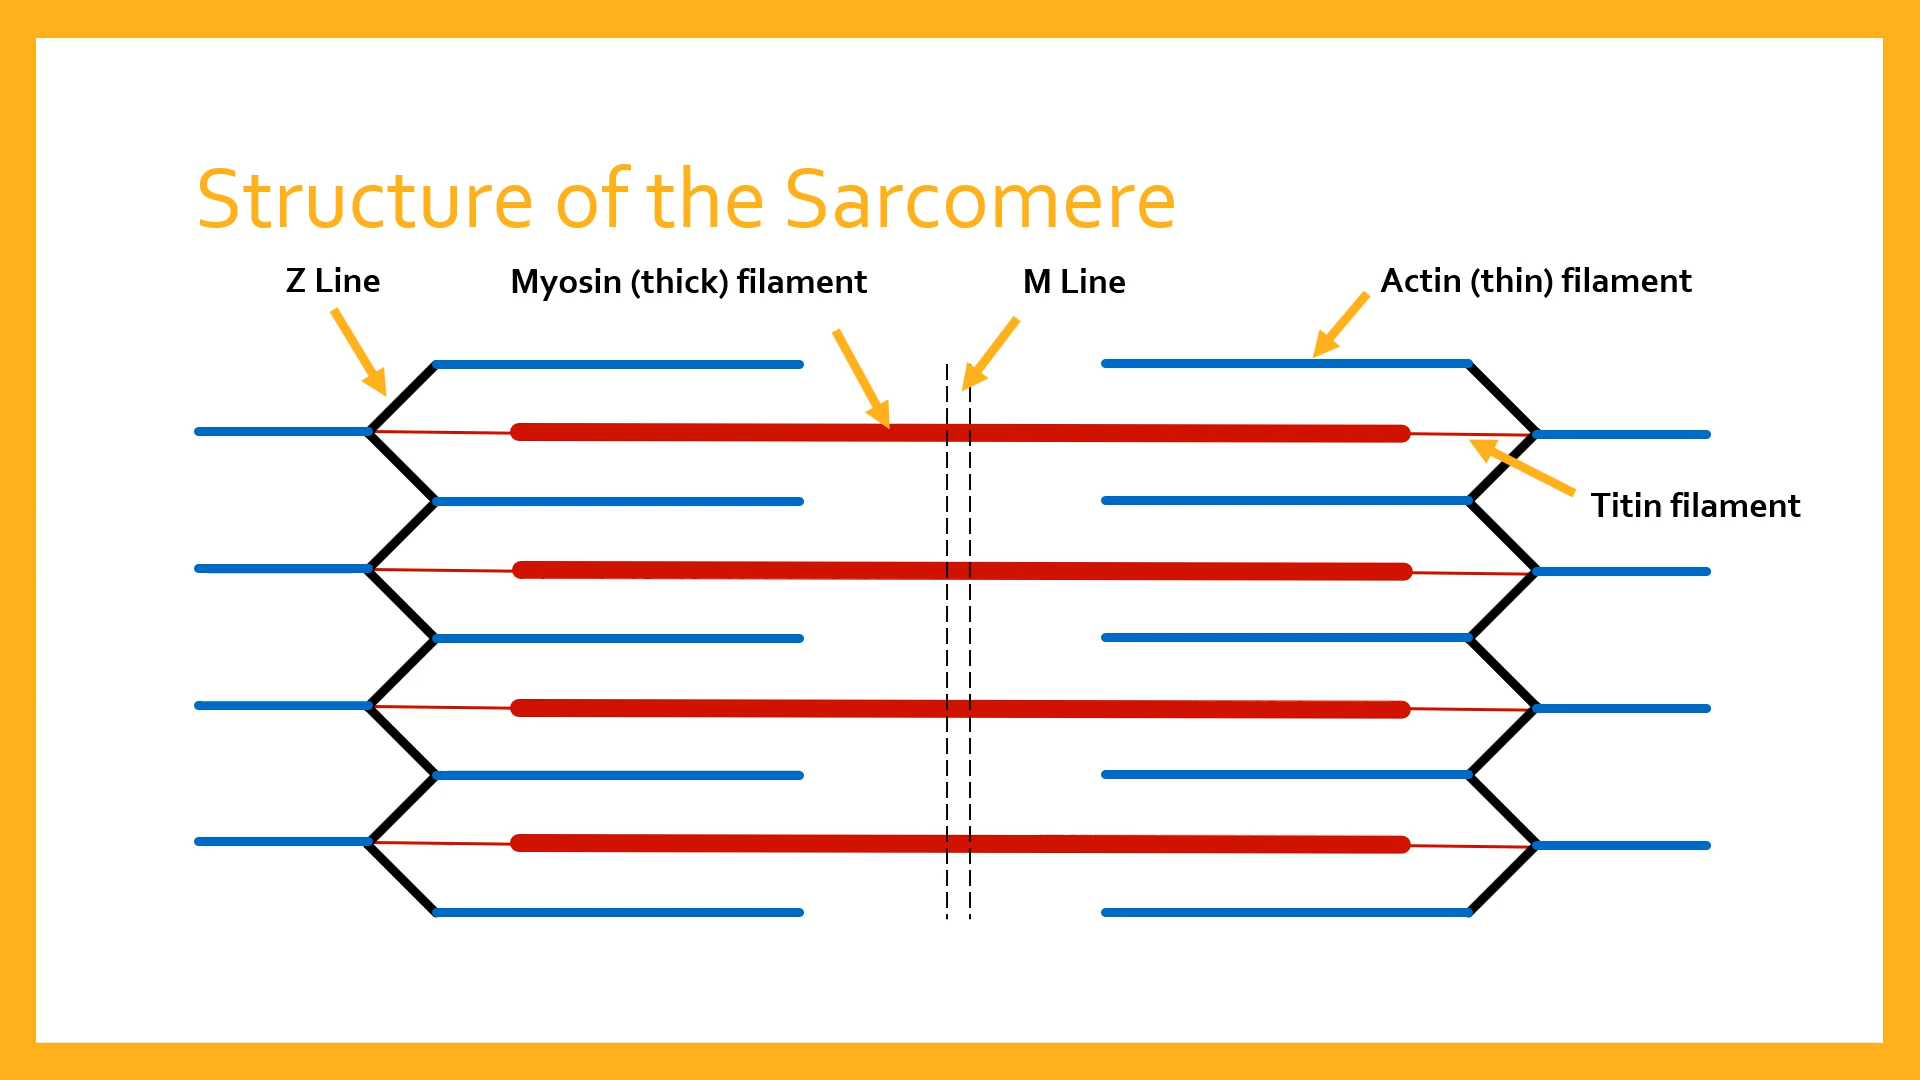 Structure of the Sarcomere
Z Line
Myosin (thick) filament
M Line
Actin (thin) filament
Titin filament